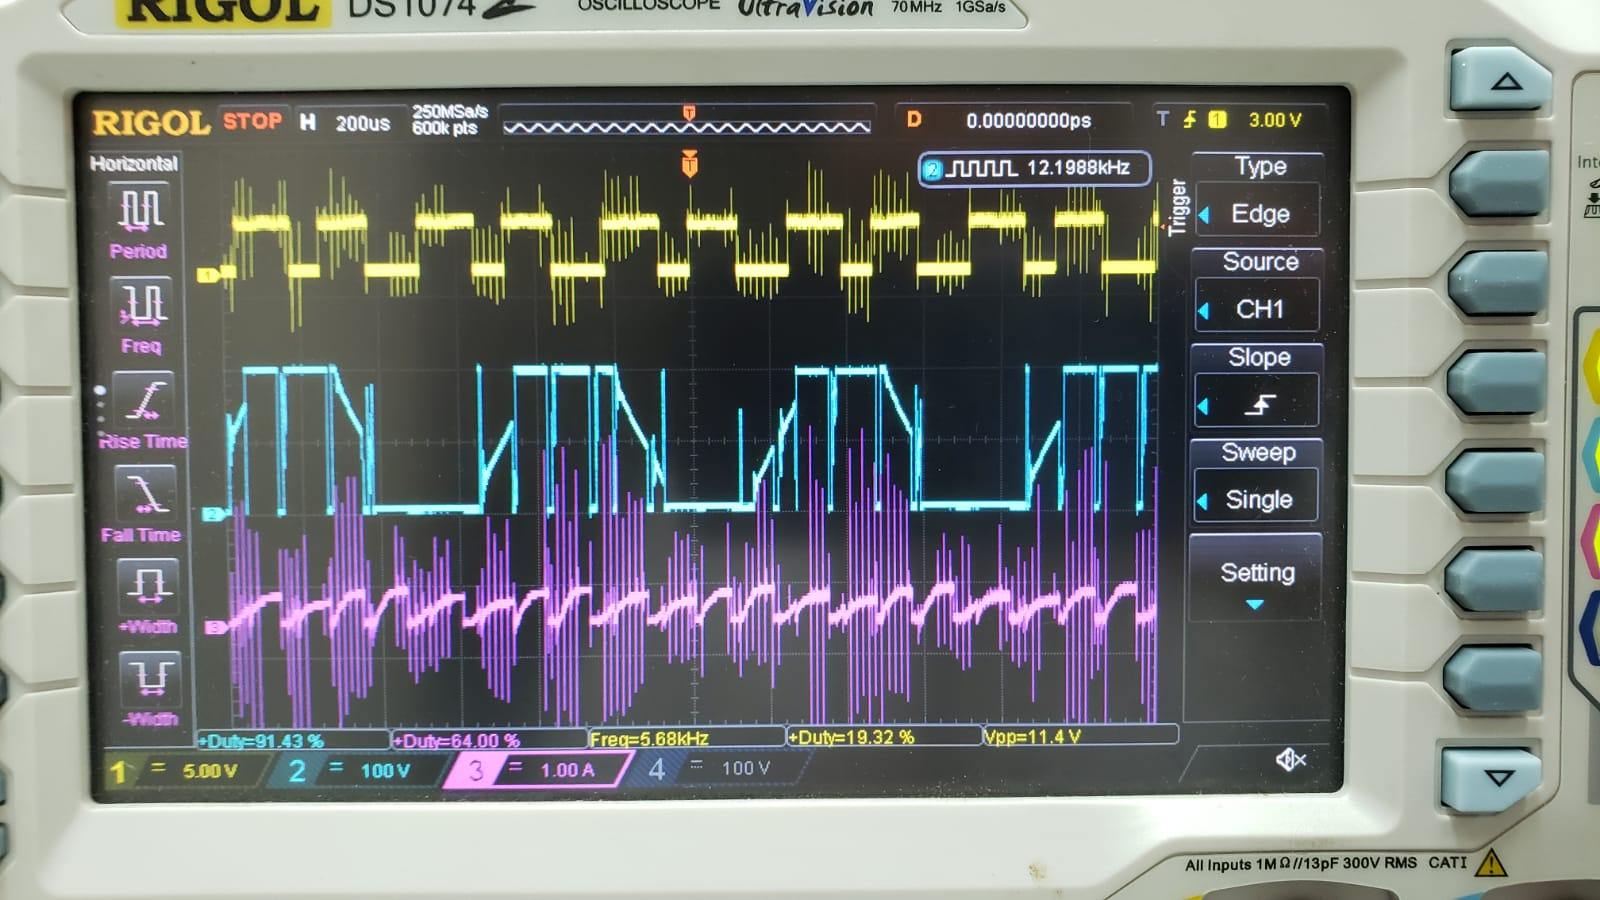 RIGOL DS1074Z OSCILLOSCOPE UltraVision 70MHz 1GSa/s
RIGOL STOP H 200us 250MSa/s 600k pts D 0.00000000ps T 1 3.00 V
Horizontal
Period
Freq
Rise Time
Fall Time
+Width
-Width
T
T
2 12.1988kHz
1
2
3
Trigger
Type
Edge
Source
CH1
Slope
Sweep
Single
Setting
+Duty=91.43 % +Duty=64.00 % Freq=5.68kHz +Duty=19.32 % Vpp=11.4 V
1 = 5.00 V 2 = 100 V 3 = 1.00 A 4 = 100 V
All Inputs 1MΩ//13pF 300V RMS CATI